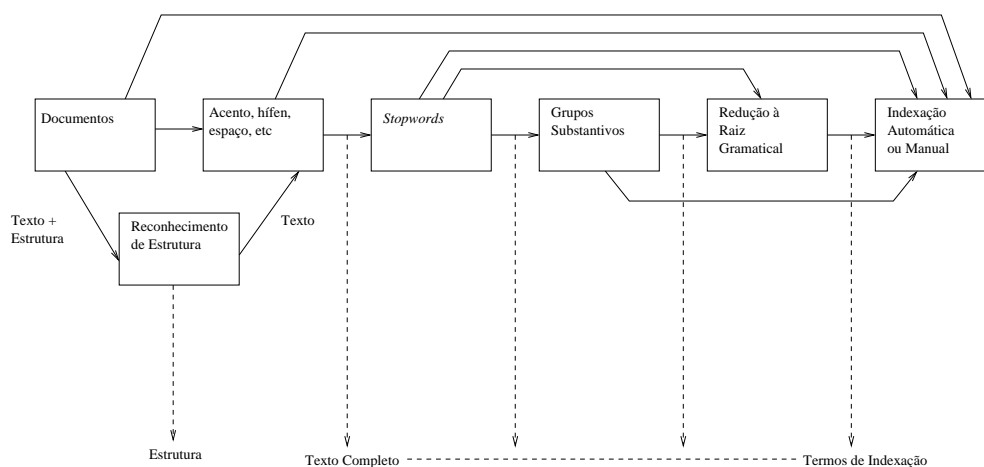 Documentos
Acento, hífen,
espaço, etc
Stopwords
Grupos
Substantivos
Redução à
Raiz
Gramatical
Indexação
Automática
ou Manual
Texto +
Estrutura
Reconhecimento
de Estrutura
Texto
Estrutura
Texto Completo
Termos de Indexação